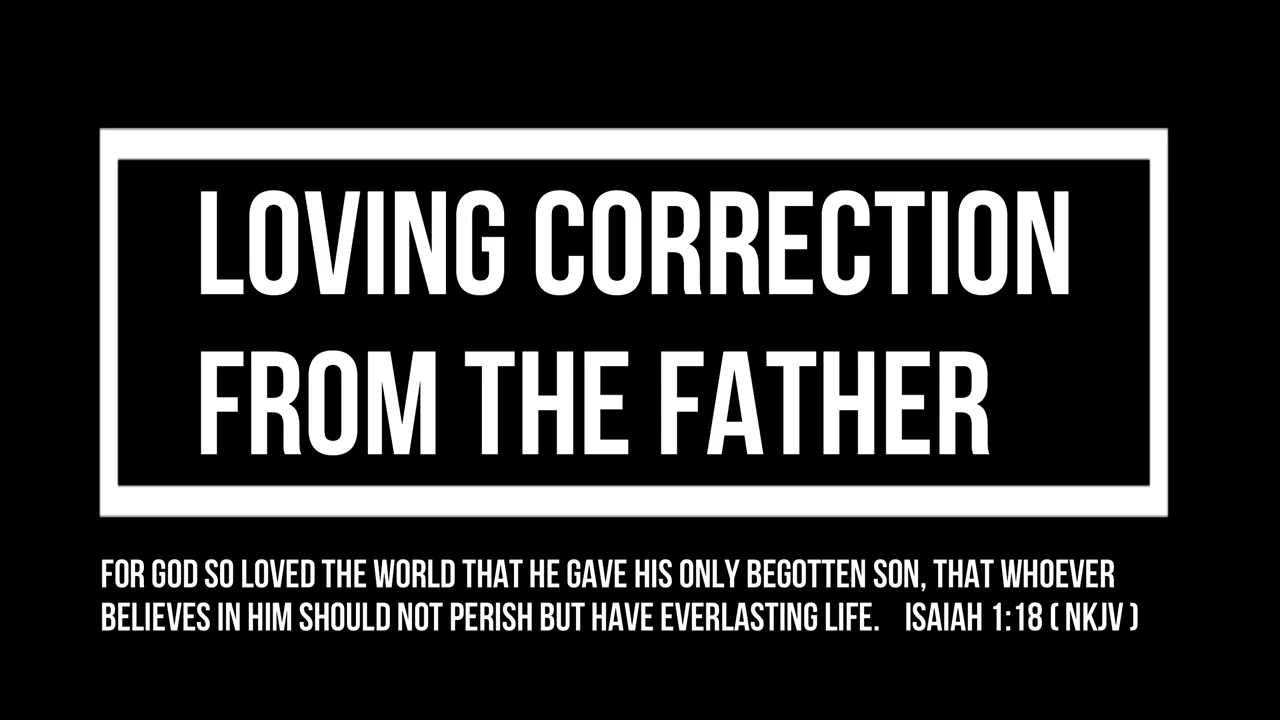 LOVING CORRECTION
FROM THE FATHER
FOR GOD SO LOVED THE WORLD THAT HE GAVE HIS ONLY BEGOTTEN SON, THAT WHOEVER
BELIEVES IN HIM SHOULD NOT PERISH BUT HAVE EVERLASTING LIFE. ISAIAH 1:18 ( NKJV )